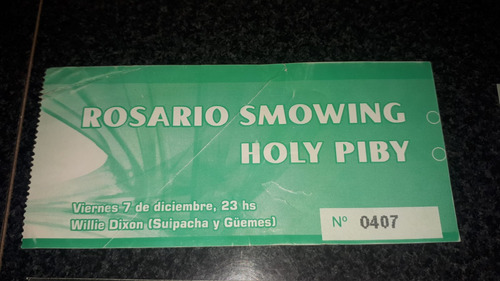 ROSARIO SMOWING
HOLY PIBY
Viernes 7 de diciembre, 23 hs
Willie Dixon (Suipacha y Güemes)
Nº 0407